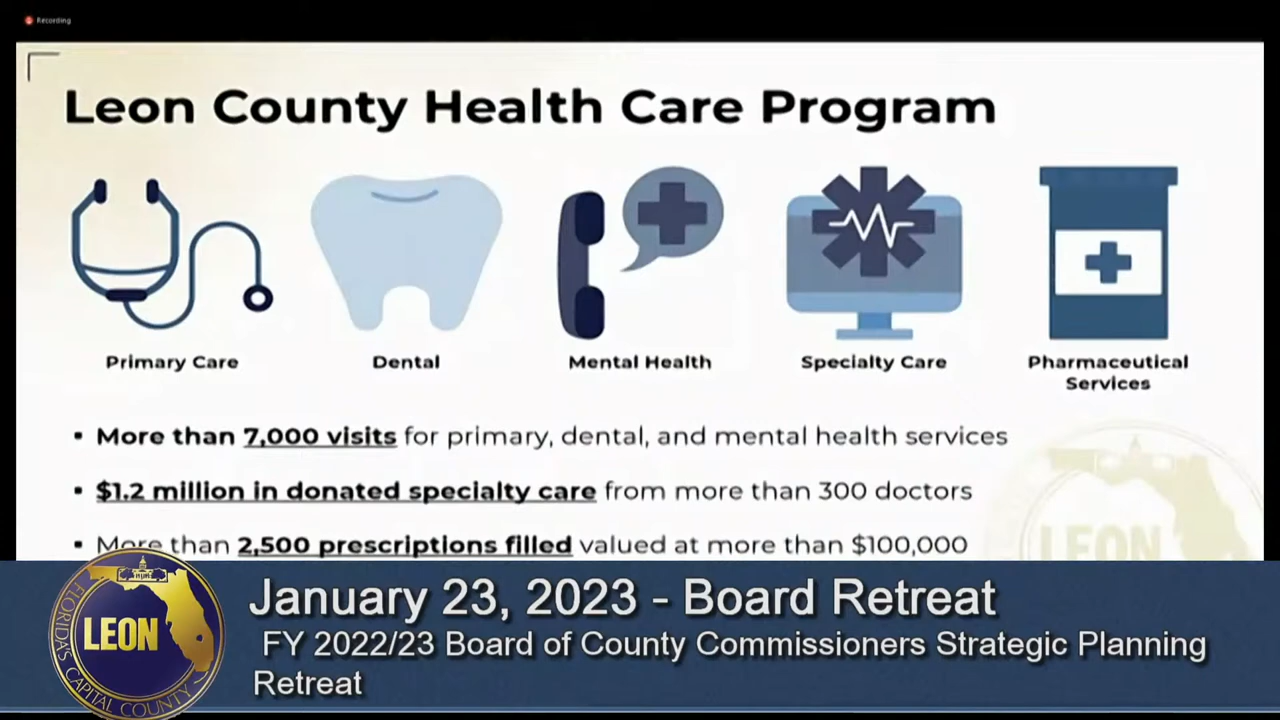 Recording
Leon County Health Care Program
Primary Care
Dental
Mental Health
Specialty Care
Pharmaceutical
Services
▪ More than 7,000 visits for primary, dental, and mental health services
▪ $1.2 million in donated specialty care from more than 300 doctors
▪ More than 2,500 prescriptions filled valued at more than $100,000
LEON
January 23, 2023 - Board Retreat
FY 2022/23 Board of County Commissioners Strategic Planning
Retreat
LEON
FLORIDA'S CAPITAL COUNTY